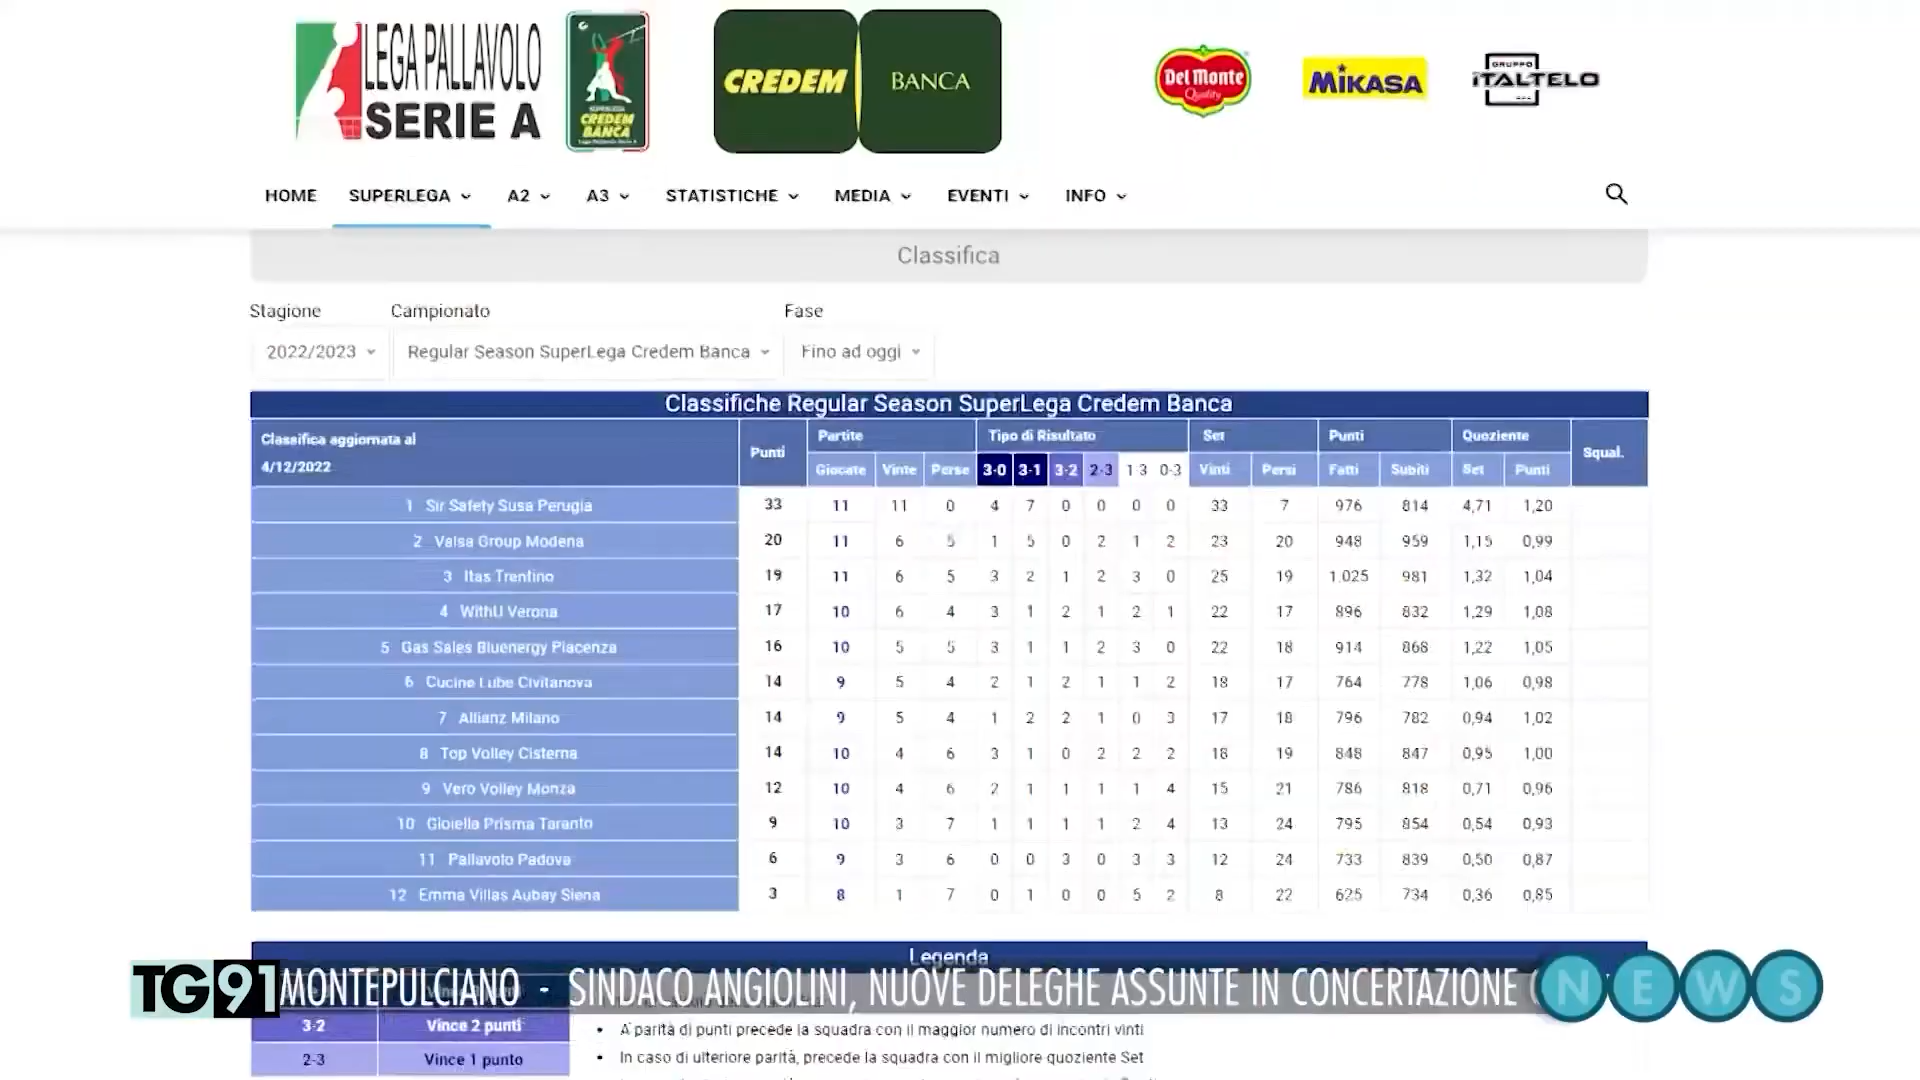 LEGA PALLAVOLO
SERIE A
SUPERLEGA
CREDEM
BANCA
CREDEM BANCA
Del Monte
Quality
MIKASA
GRUPPO
ITALTELO
HOME SUPERLEGA A2 A3 STATISTICHE MEDIA EVENTI INFO
Classifica
Stagione Campionato Fase
2022/2023 Regular Season SuperLega Credem Banca Fino ad oggi
Classifiche Regular Season SuperLega Credem Banca
Classifica aggiornata al
4/12/2022
Punti Partite Tipo di Risultato Set Punti Quoziente Squal.
Giocate Vinte Perse 3-0 3-1 3-2 2-3 1-3 0-3 Vinti Persi Fatti Subiti Set Punti
1 Sir Safety Susa Perugia 33 11 11 0 4 7 0 0 0 0 33 7 976 814 4,71 1,20
2 Valsa Group Modena 20 11 6 5 1 5 0 2 1 2 23 20 948 959 1,15 0,99
3 Itas Trentino 19 11 6 5 3 2 1 2 3 0 25 19 1.025 981 1,32 1,04
4 WithU Verona 17 10 6 4 3 1 2 1 2 1 22 17 896 832 1,29 1,08
5 Gas Sales Bluenergy Piacenza 16 10 5 5 3 1 1 2 3 0 22 18 914 868 1,22 1,05
6 Cucine Lube Civitanova 14 9 5 4 2 1 2 1 1 2 18 17 764 778 1,06 0,98
7 Allianz Milano 14 9 5 4 1 2 2 1 0 3 17 18 796 782 0,94 1,02
8 Top Volley Cisterna 14 10 4 6 3 1 0 2 2 2 18 19 848 847 0,95 1,00
9 Vero Volley Monza 12 10 4 6 2 1 1 1 1 4 15 21 786 818 0,71 0,96
10 Gioiella Prisma Taranto 9 10 3 7 1 1 1 1 2 4 13 24 795 854 0,54 0,93
11 Pallavolo Padova 6 9 3 6 0 0 3 0 3 3 12 24 733 839 0,50 0,87
12 Emma Villas Aubay Siena 3 8 1 7 0 1 0 0 5 2 8 22 625 734 0,36 0,85
Legenda
TG91 MONTEPULCIANO - SINDACO ANGIOLINI, NUOVE DELEGHE ASSUNTE IN CONCERTAZIONE NEWS
3-2 Vince 2 punti • A parità di punti precede la squadra con il maggior numero di incontri vinti
2-3 Vince 1 punto • In caso di ulteriore parità, precede la squadra con il migliore quoziente Set